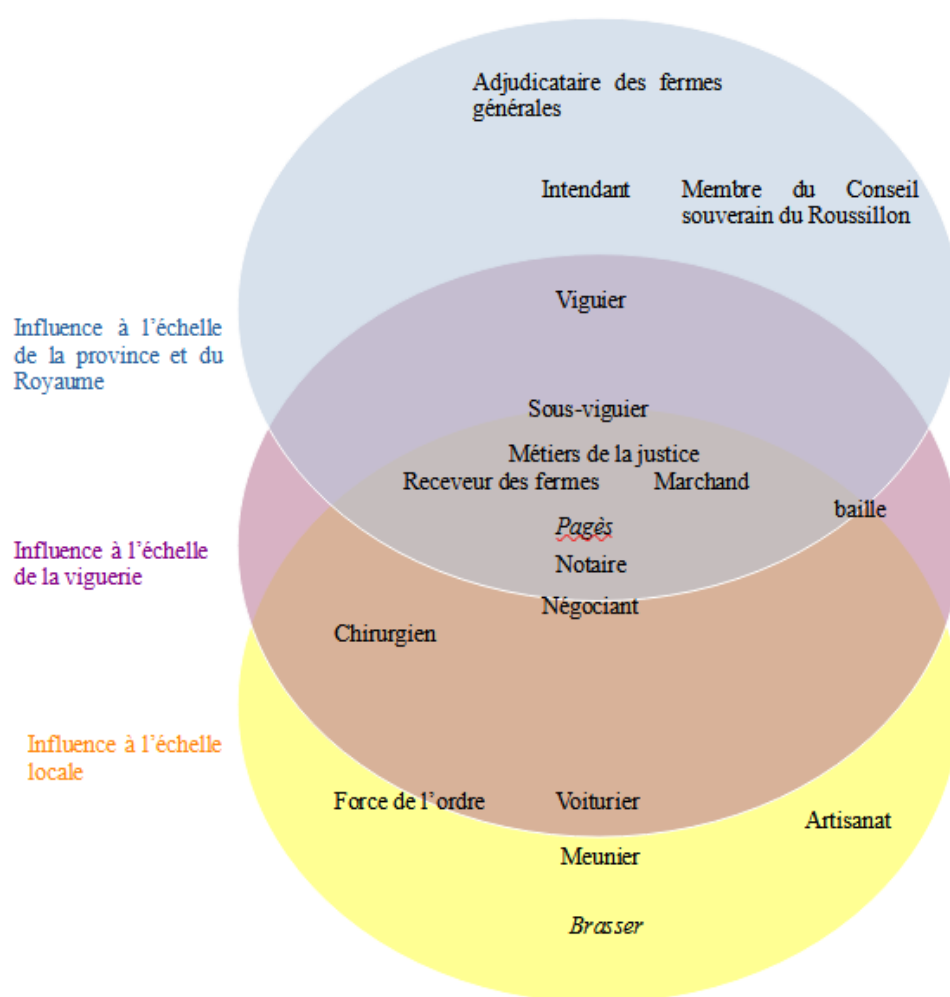 Adjudicataire des fermes
générales
Intendant
Membre du Conseil
souverain du Roussillon
Viguier
Influence à l'échelle
de la province et du
Royaume
Sous-viguier
Métiers de la justice
Receveur des fermes
Marchand
baille
Pagès
Influence à l'échelle
de la viguerie
Notaire
Négociant
Chirurgien
Influence à l'échelle
locale
Force de l'ordre
Voiturier
Artisanat
Meunier
Brasser